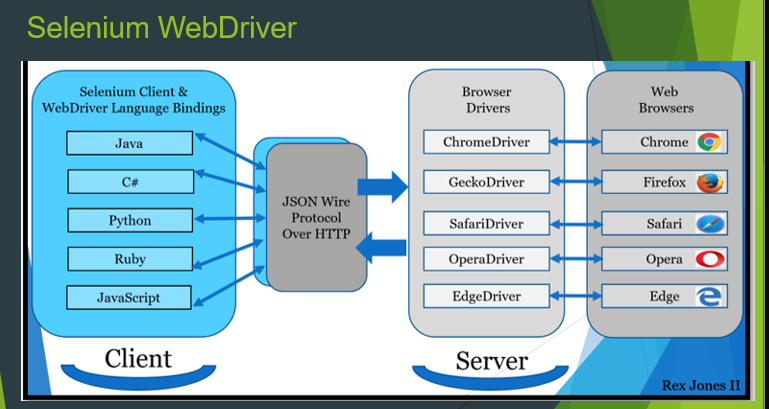 Selenium WebDriver
Selenium Client &
WebDriver Language Bindings
Java
C#
Python
Ruby
JavaScript
Client
JSON Wire
Protocol
Over HTTP
Browser
Drivers
ChromeDriver
GeckoDriver
SafariDriver
OperaDriver
EdgeDriver
Server
Web
Browsers
Chrome
Firefox
Safari
Opera
Edge
Rex Jones II